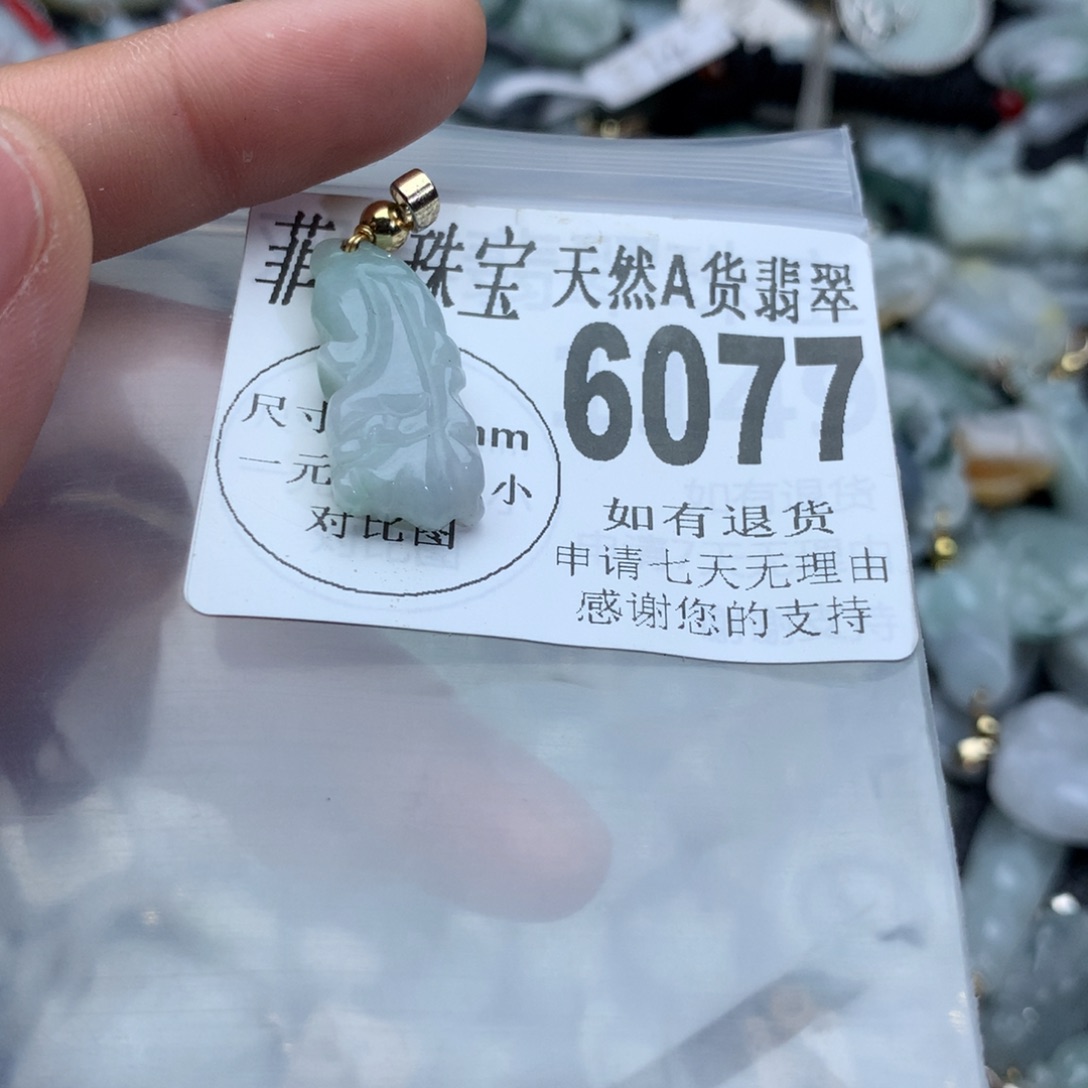 菲 珠宝 天然A货翡翠
6077
尺寸 mm
一元 小
对比图
如有退货
申请七天无理由
感谢您的支持